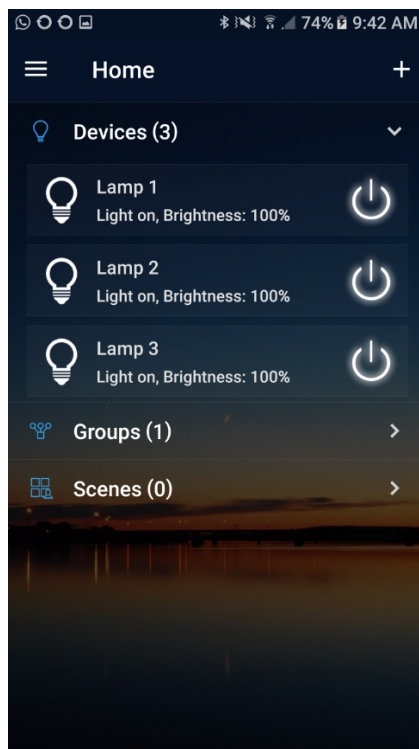 74% 9:42 AM
Home
Devices (3)
Lamp 1
Light on, Brightness: 100%
Lamp 2
Light on, Brightness: 100%
Lamp 3
Light on, Brightness: 100%
Groups (1)
Scenes (0)